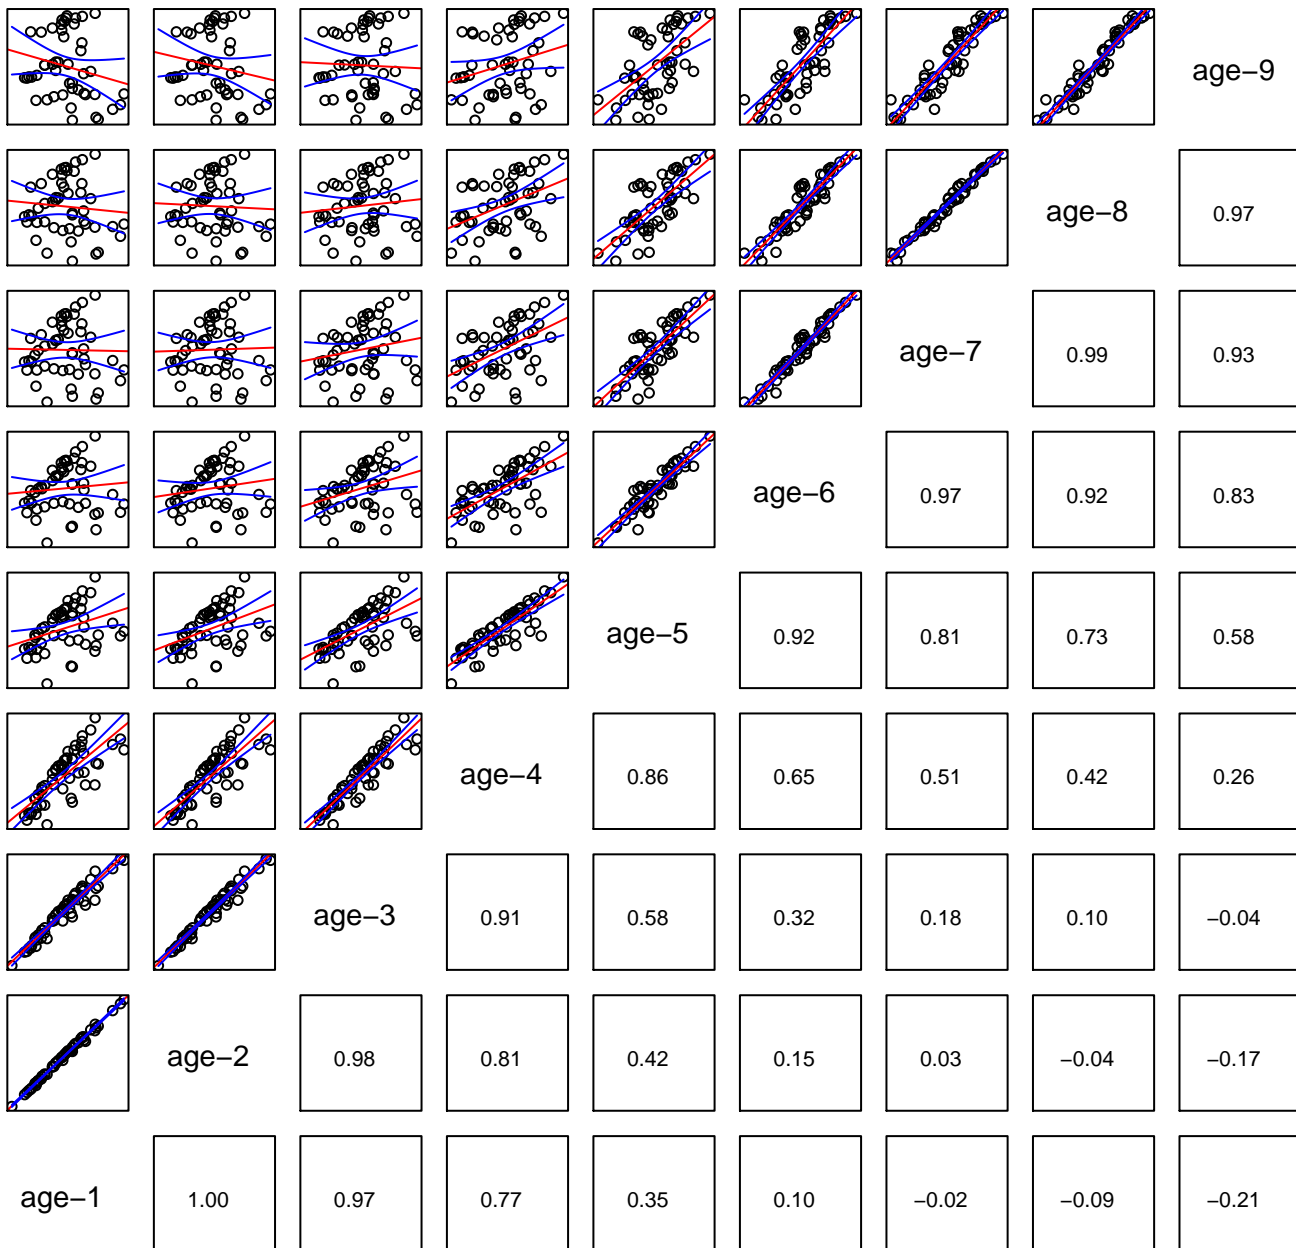 age−9
age−8 0.97
age−7 0.99 0.93
age−6 0.97 0.92 0.83
age−5 0.92 0.81 0.73 0.58
age−4 0.86 0.65 0.51 0.42 0.26
age−3 0.91 0.58 0.32 0.18 0.10 −0.04
age−2 0.98 0.81 0.42 0.15 0.03 −0.04 −0.17
age−1 1.00 0.97 0.77 0.35 0.10 −0.02 −0.09 −0.21